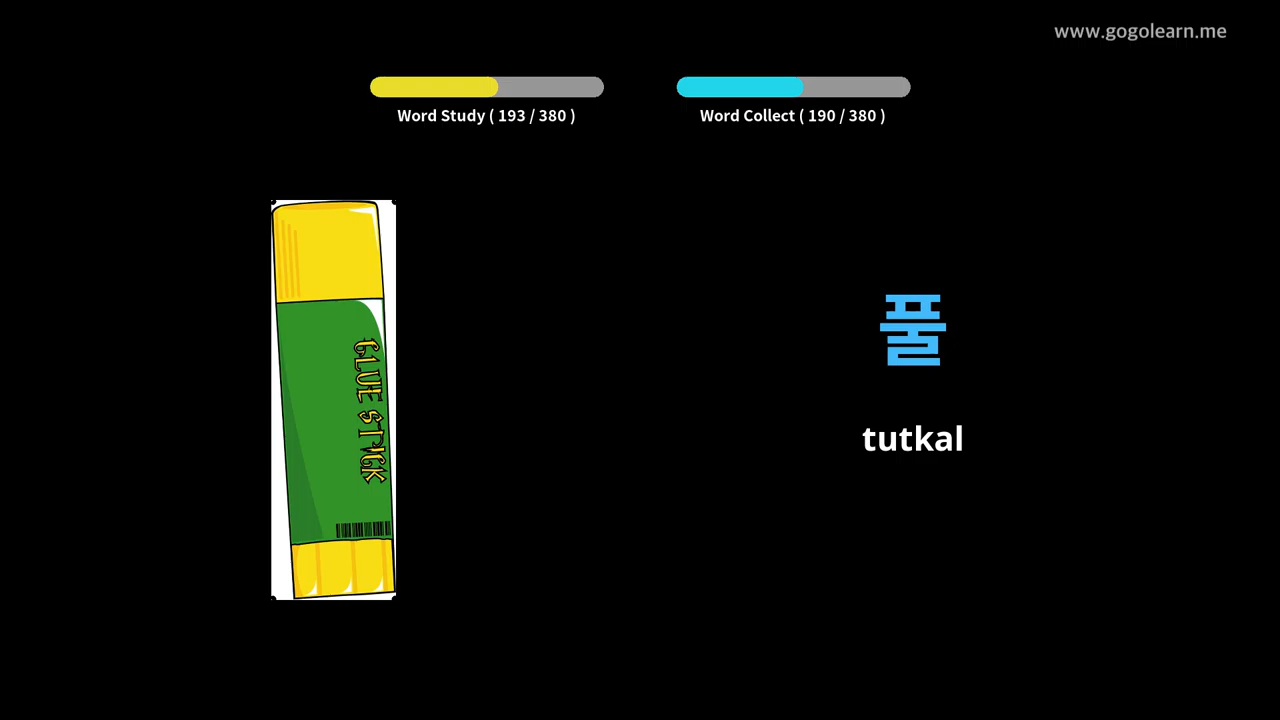 www.gogolearn.me
Word Study ( 193 / 380 )
Word Collect ( 190 / 380 )
GLUE STICK
풀
tutkal